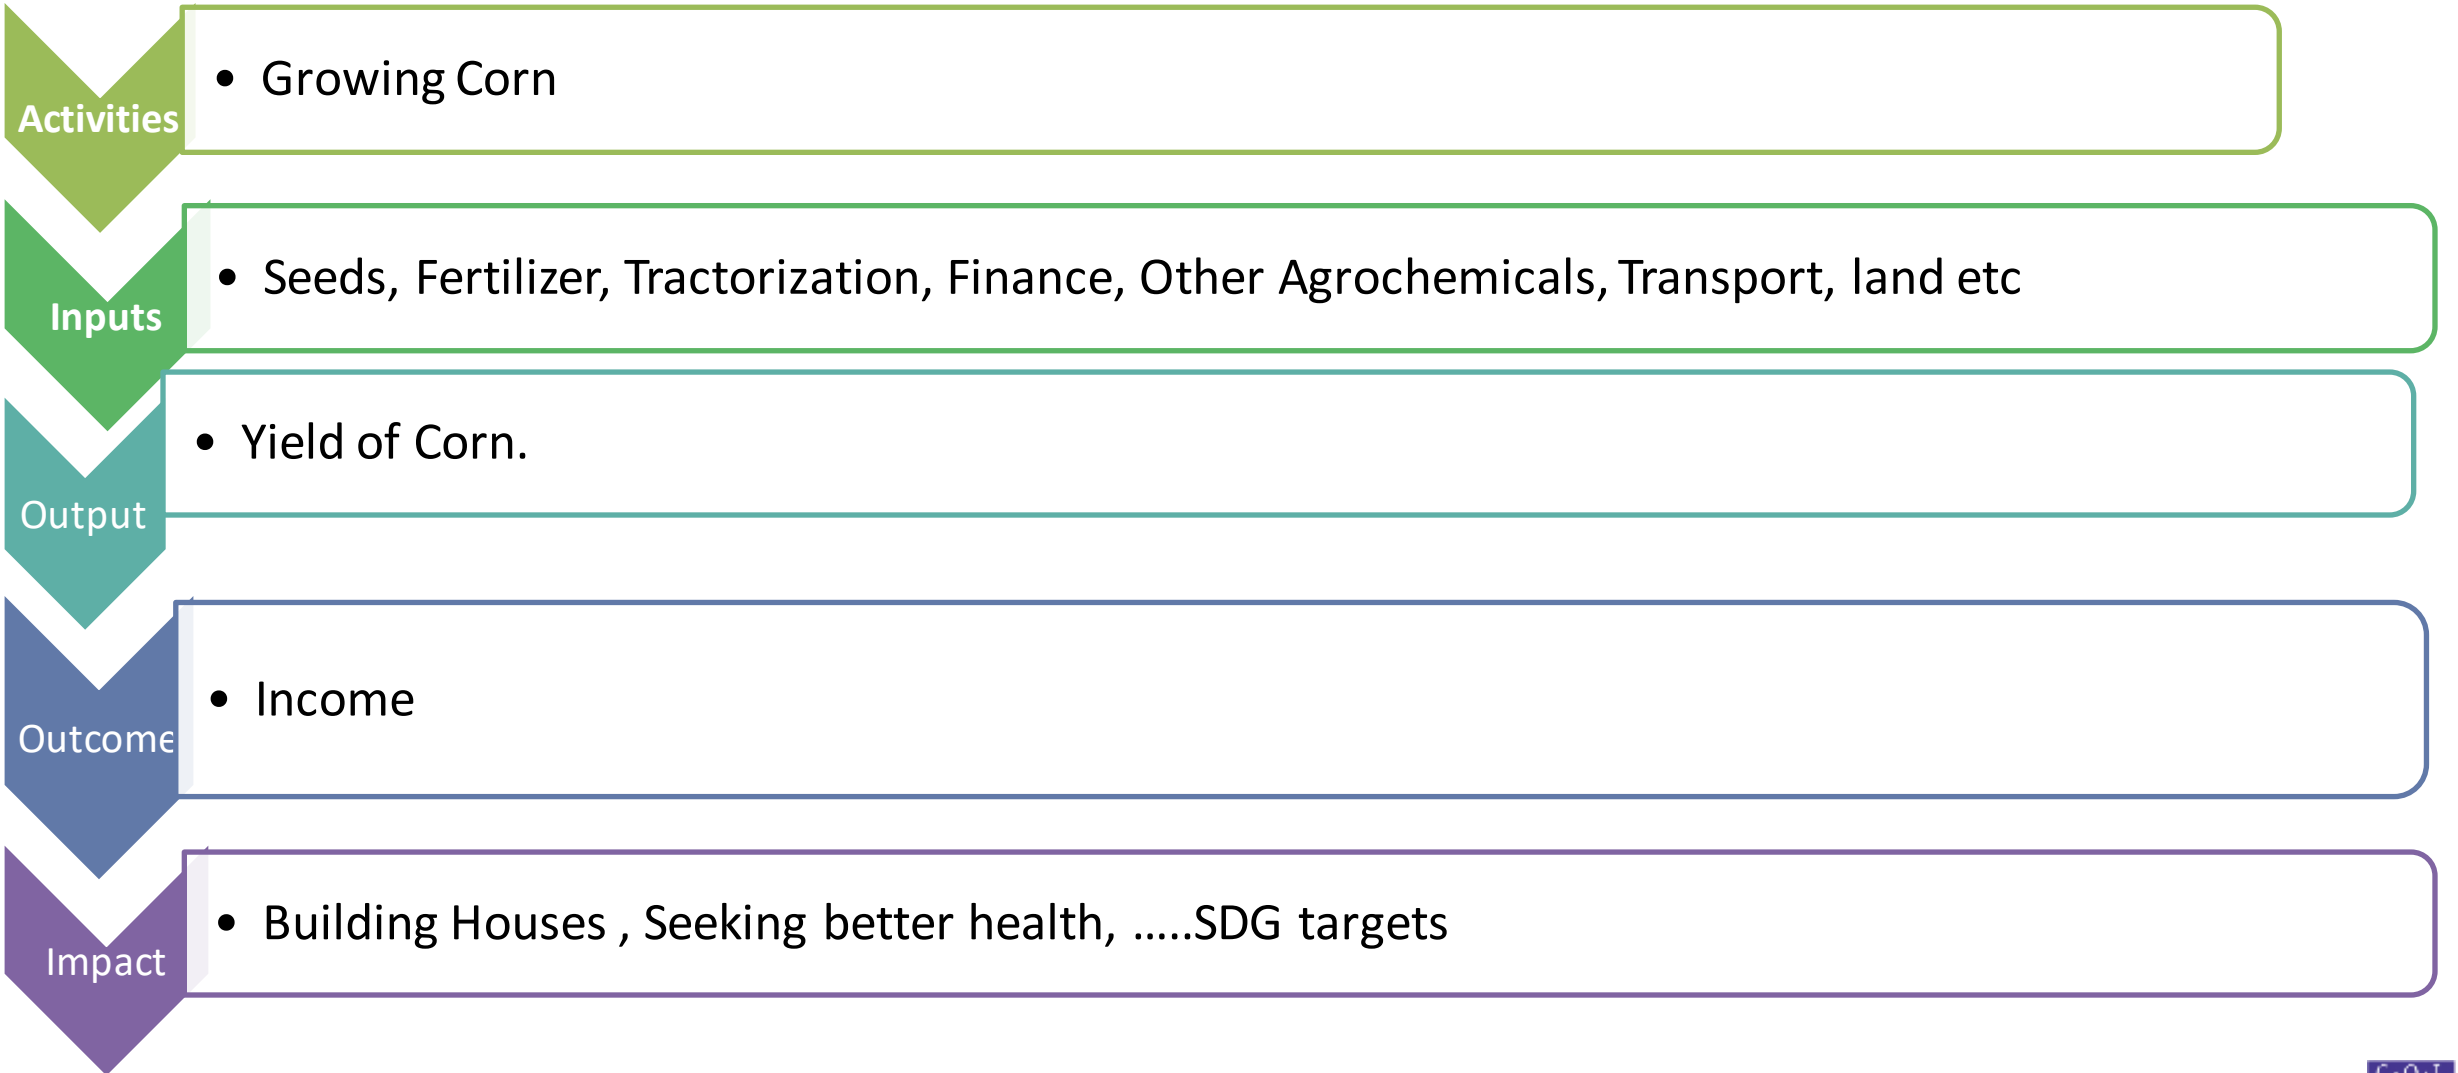 Activities
• Growing Corn
Inputs
• Seeds, Fertilizer, Tractorization, Finance, Other Agrochemicals, Transport, land etc
Output
• Yield of Corn.
Outcome
• Income
Impact
• Building Houses , Seeking better health, .....SDG targets